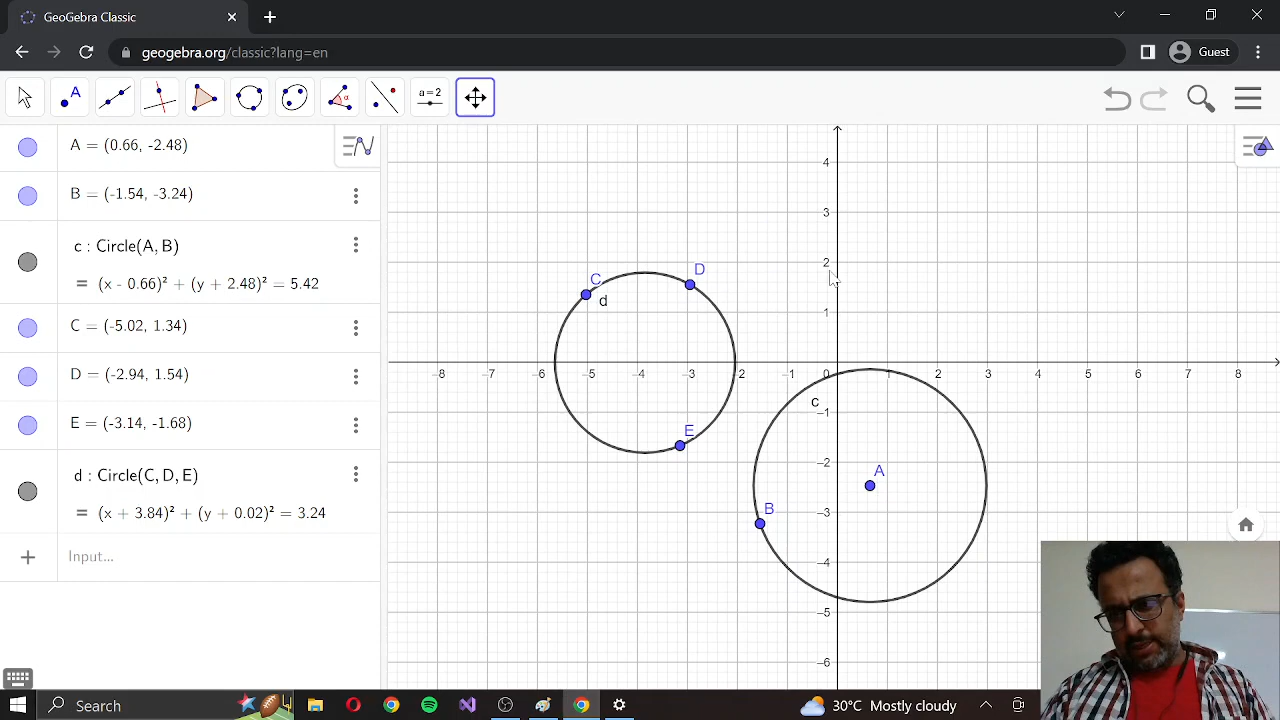 GeoGebra Classic
geogebra.org/classic?lang=en
Guest
A
α
a=2
A = (0.66, -2.48)
B = (-1.54, -3.24)
c : Circle(A, B)
= (x - 0.66)² + (y + 2.48)² = 5.42
C = (-5.02, 1.34)
D = (-2.94, 1.54)
E = (-3.14, -1.68)
d : Circle(C, D, E)
= (x + 3.84)² + (y + 0.02)² = 3.24
Input...
4
3
2
1
-8 -7 -6 -5 -4 -3 -2 -1 0 1 2 3 4 5 6 7 8
-1
-2
-3
-4
-5
-6
C
D
d
E
c
A
B
Search
30°C Mostly cloudy